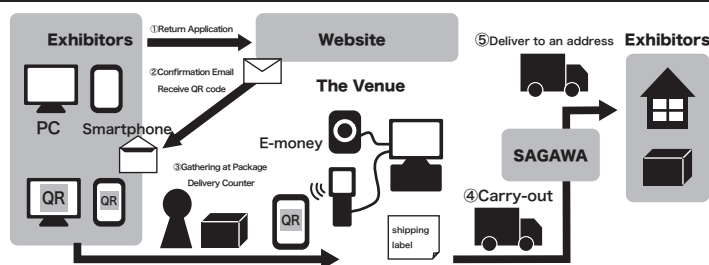 Exhibitors
①Return Application
Website
②Confirmation Email
Receive QR code
PC
Smartphone
QR
QR
The Venue
E-money
③Gathering at Package
Delivery Counter
QR
shipping
label
④Carry-out
SAGAWA
⑤Deliver to an address
Exhibitors